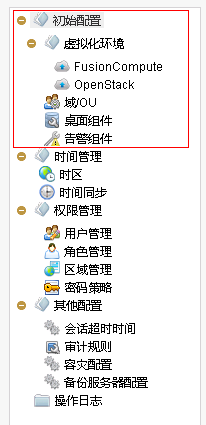 初始配置
虚拟化环境
FusionCompute
OpenStack
域/OU
桌面组件
告警组件
时间管理
时区
时间同步
权限管理
用户管理
角色管理
区域管理
密码策略
其他配置
会话超时时间
审计规则
容灾配置
备份服务器配置
操作日志